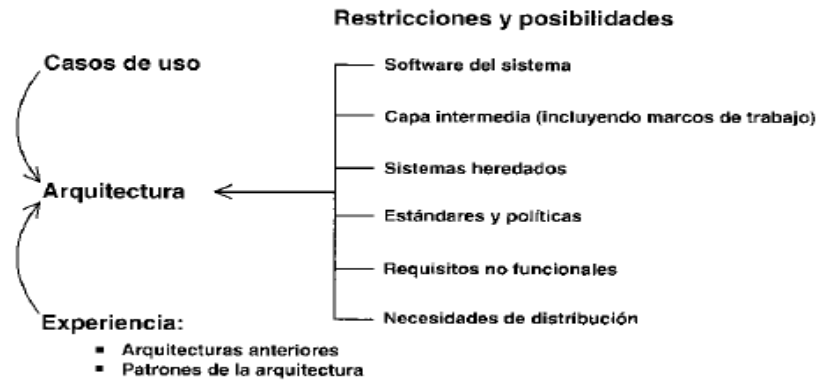 Restricciones y posibilidades
Casos de uso
Software del sistema
Capa intermedia (incluyendo marcos de trabajo)
Sistemas heredados
Arquitectura
Estándares y políticas
Requisitos no funcionales
Necesidades de distribución
Experiencia:
▪ Arquitecturas anteriores
▪ Patrones de la arquitectura